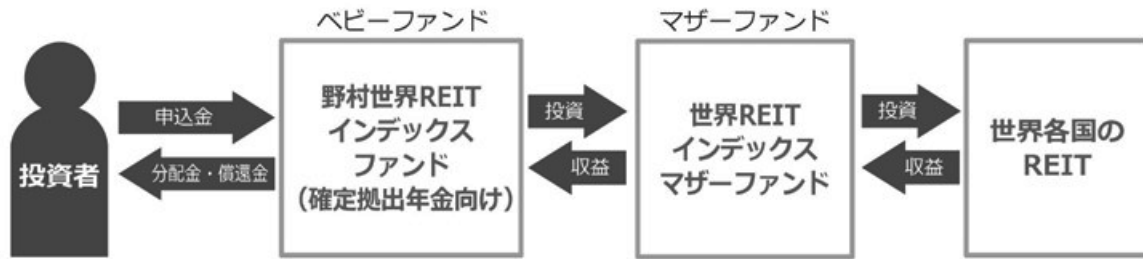 ベビーファンド
マザーファンド
投資者
申込金
分配金・償還金
野村世界REIT
インデックス
ファンド
（確定拠出年金向け）
投資
収益
世界REIT
インデックス
マザーファンド
投資
収益
世界各国の
REIT